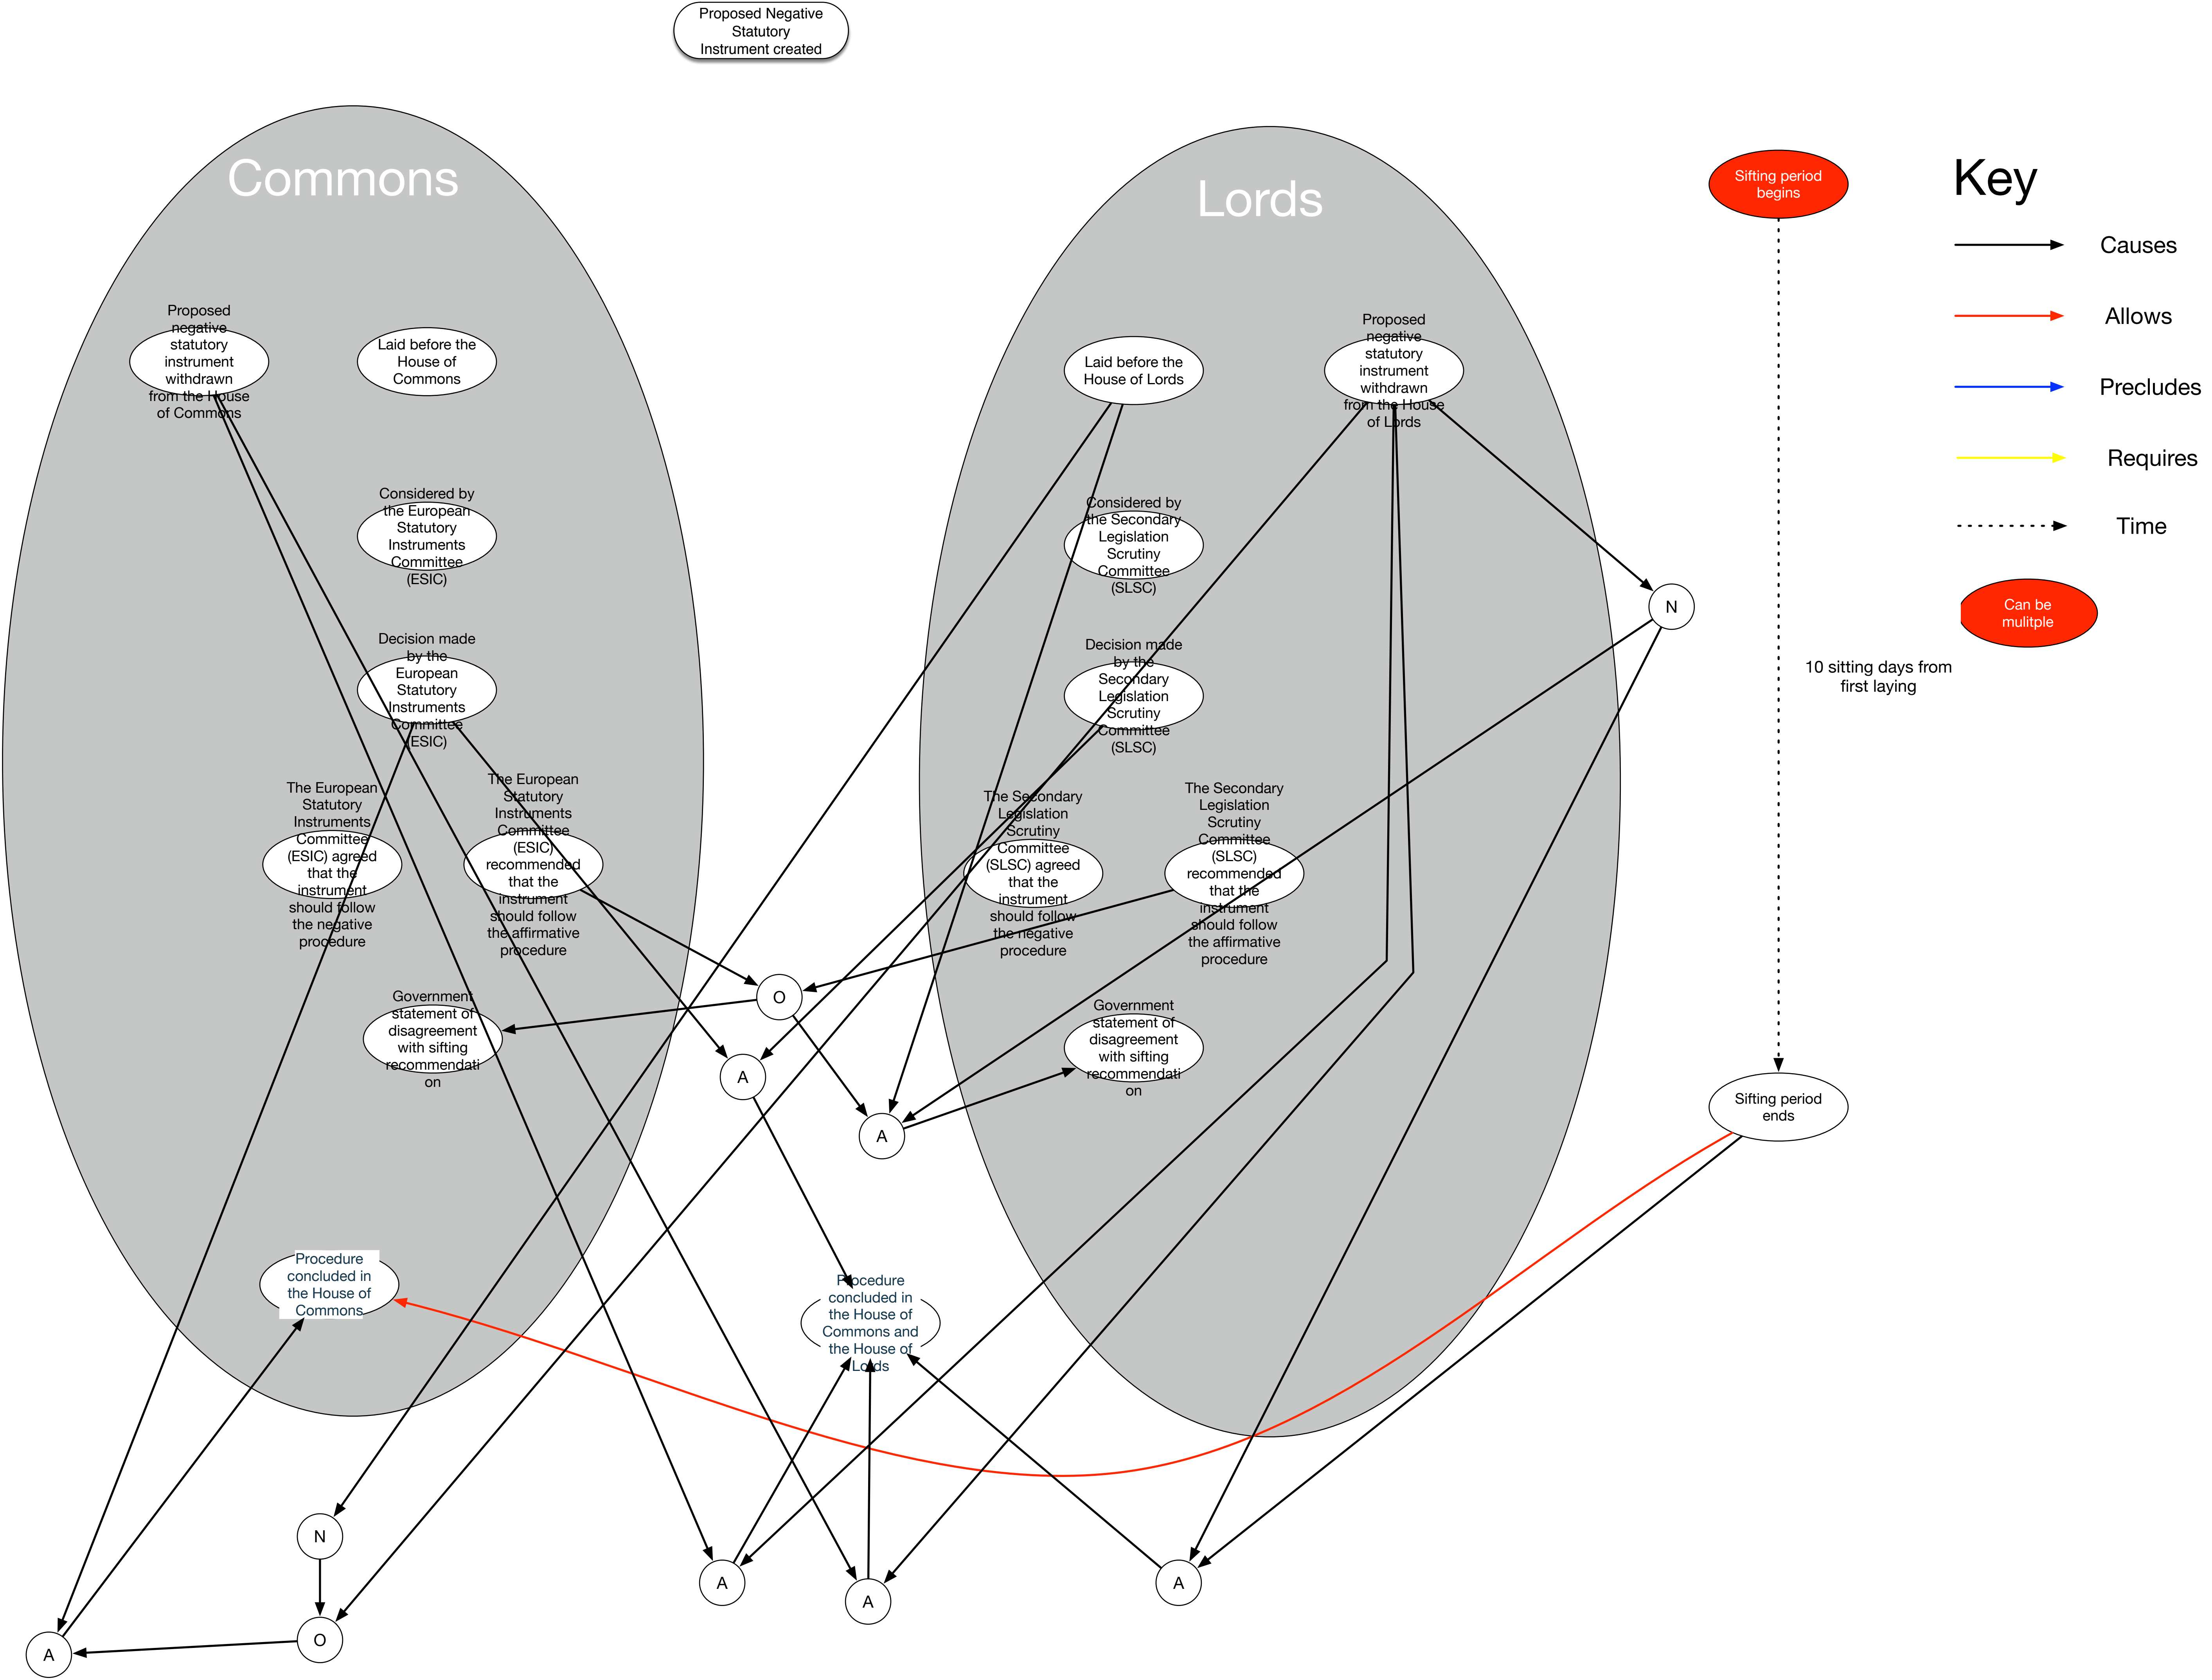 Proposed Negative
Statutory
Instrument created
Commons
Lords
Sifting period
begins
Key
Causes
Allows
Precludes
Requires
Time
Can be
mulitple
10 sitting days from
first laying
Sifting period
ends
Proposed
negative
statutory
instrument
withdrawn
from the House
of Commons
Laid before the
House of
Commons
Considered by
the European
Statutory
Instruments
Committee
(ESIC)
Decision made
by the
European
Statutory
Instruments
Committee
(ESIC)
The European
Statutory
Instruments
Committee
(ESIC) agreed
that the
instrument
should follow
the negative
procedure
The European
Statutory
Instruments
Committee
(ESIC)
recommended
that the
instrument
should follow
the affirmative
procedure
Government
statement of
disagreement
with sifting
recommendati
on
Procedure
concluded in
the House of
Commons
Laid before the
House of Lords
Proposed
negative
statutory
instrument
withdrawn
from the House
of Lords
Considered by
the Secondary
Legislation
Scrutiny
Committee
(SLSC)
Decision made
by the
Secondary
Legislation
Scrutiny
Committee
(SLSC)
The Secondary
Legislation
Scrutiny
Committee
(SLSC) agreed
that the
instrument
should follow
the negative
procedure
The Secondary
Legislation
Scrutiny
Committee
(SLSC)
recommended
that the
instrument
should follow
the affirmative
procedure
Government
statement of
disagreement
with sifting
recommendati
on
N
O
A
A
Procedure
concluded in
the House of
Commons and
the House of
Lords
N
A
A
A
O
A